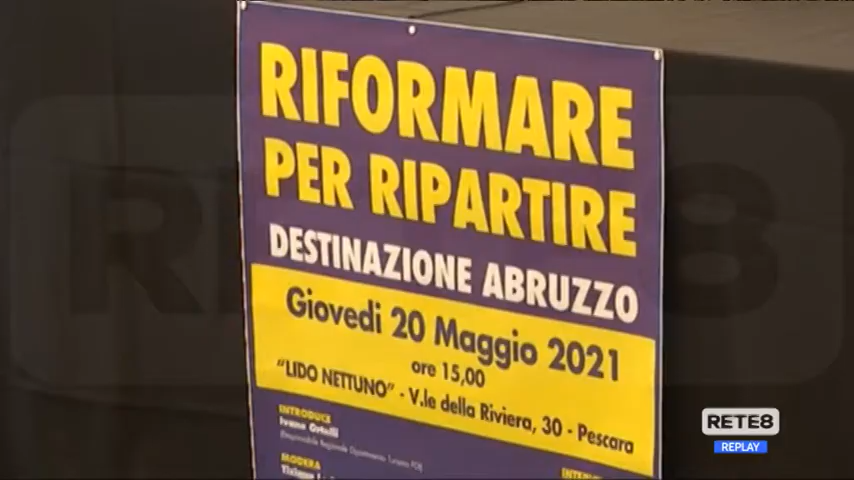 RIFORMARE
PER RIPARTIRE
DESTINAZIONE ABRUZZO
Giovedi 20 Maggio 2021
ore 15,00
"LIDO NETTUNO" - V.le della Riviera, 30 - Pescara
INTRODUCE
MODERA
RETE8
REPLAY